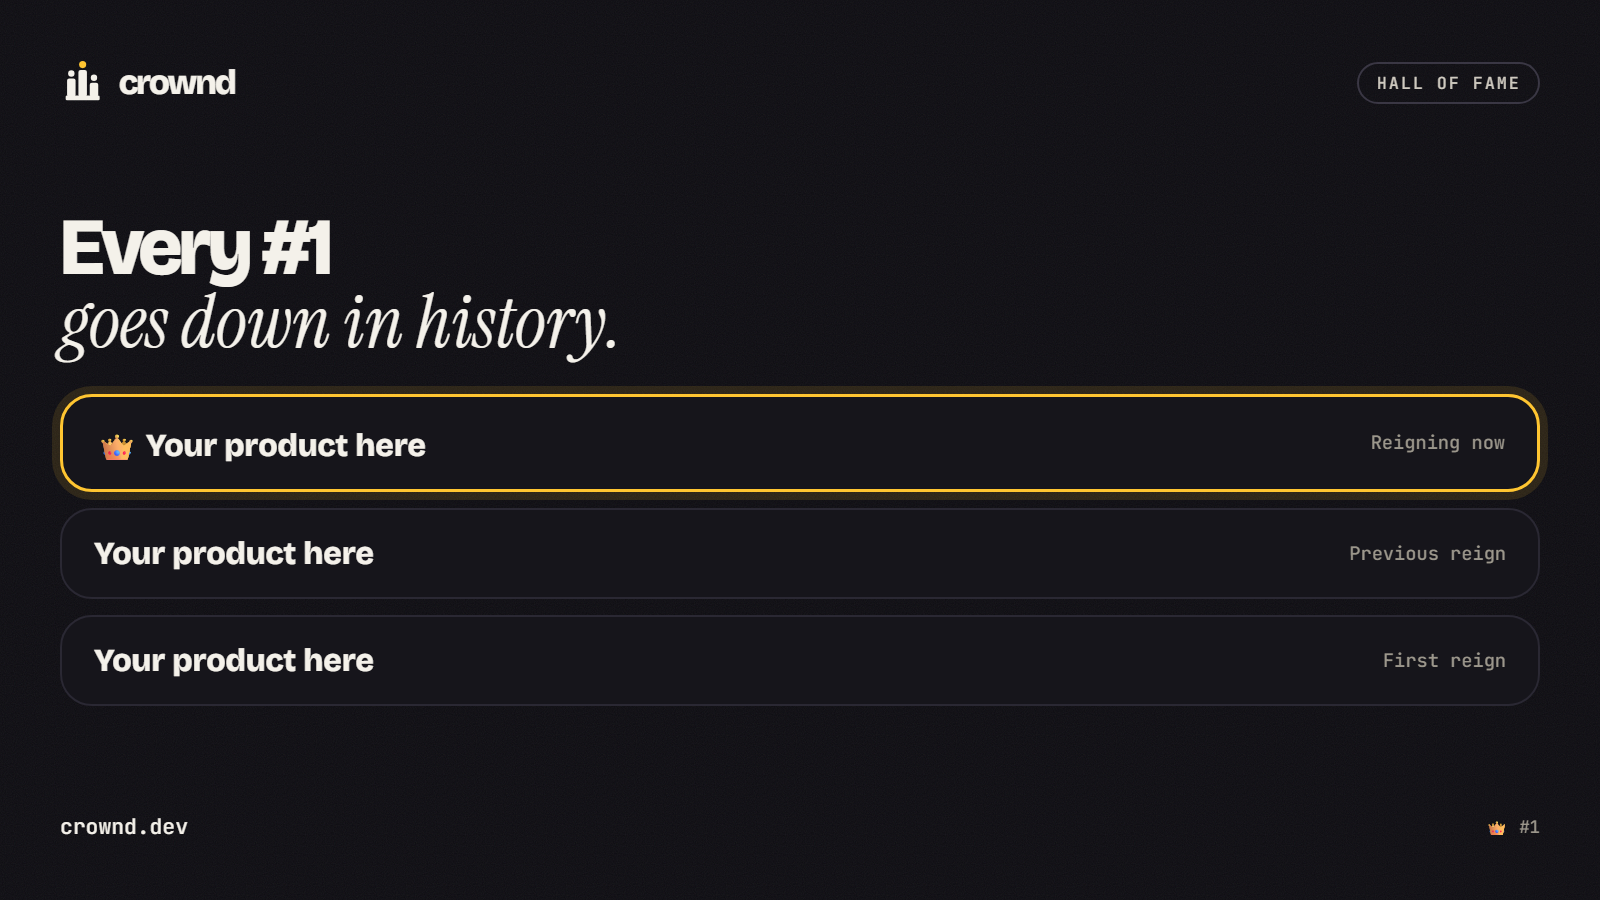 crownd
HALL OF FAME
Every #1
goes down in history.
👑 Your product here
Reigning now
Your product here
Previous reign
Your product here
First reign
crownd.dev
👑 #1